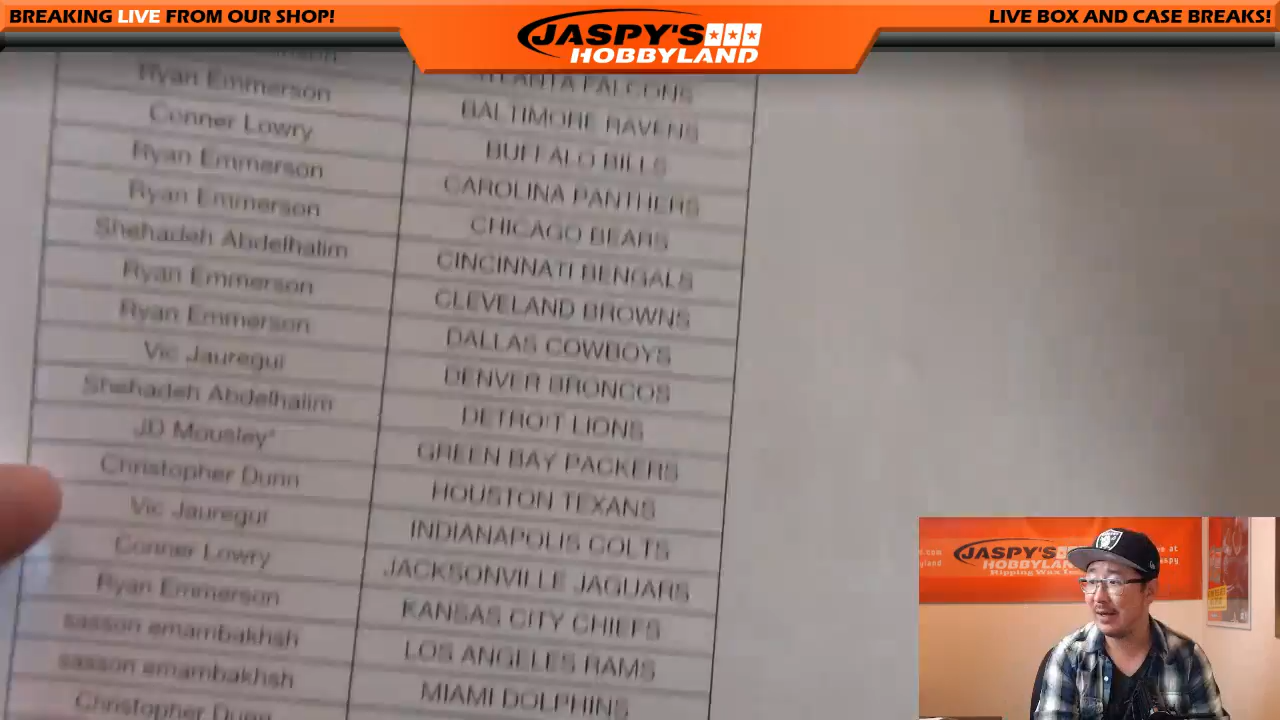 BREAKING LIVE FROM OUR SHOP!
JASPY'S
HOBBYLAND
LIVE BOX AND CASE BREAKS!
ATLANTA FALCONS
Ryan Emmerson BALTIMORE RAVENS
Conner Lowry BUFFALO BILLS
Ryan Emmerson CAROLINA PANTHERS
Ryan Emmerson CHICAGO BEARS
Shehadeh Abdelhalim CINCINNATI BENGALS
Ryan Emmerson CLEVELAND BROWNS
Ryan Emmerson DALLAS COWBOYS
Vic Jauregui DENVER BRONCOS
Shehadeh Abdelhalim DETROIT LIONS
JD Mousley* GREEN BAY PACKERS
Christopher Dunn HOUSTON TEXANS
Vic Jauregui INDIANAPOLIS COLTS
Conner Lowry JACKSONVILLE JAGUARS
Ryan Emmerson KANSAS CITY CHIEFS
sasson emambakhsh LOS ANGELES RAMS
sasson emambakhsh MIAMI DOLPHINS
Christopher Dunn
JASPY'S
HOBBYLAND